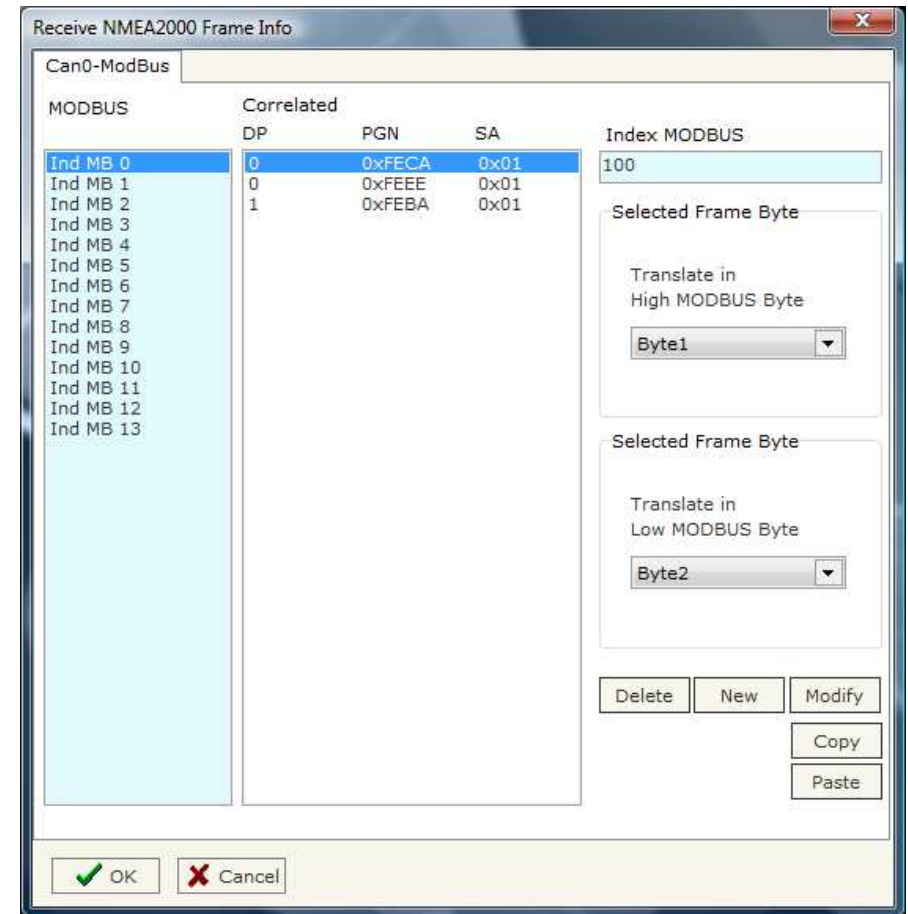 Receive NMEA2000 Frame Info
Can0-ModBus
MODBUS
Correlated
DP PGN SA
Index MODBUS
Ind MB 0
Ind MB 1
Ind MB 2
Ind MB 3
Ind MB 4
Ind MB 5
Ind MB 6
Ind MB 7
Ind MB 8
Ind MB 9
Ind MB 10
Ind MB 11
Ind MB 12
Ind MB 13
0 0xFECA 0x01
0 0xFEEE 0x01
1 0xFEBA 0x01
100
Selected Frame Byte
Translate in
High MODBUS Byte
Byte1
Selected Frame Byte
Translate in
Low MODBUS Byte
Byte2
Delete New Modify
Copy
Paste
OK Cancel